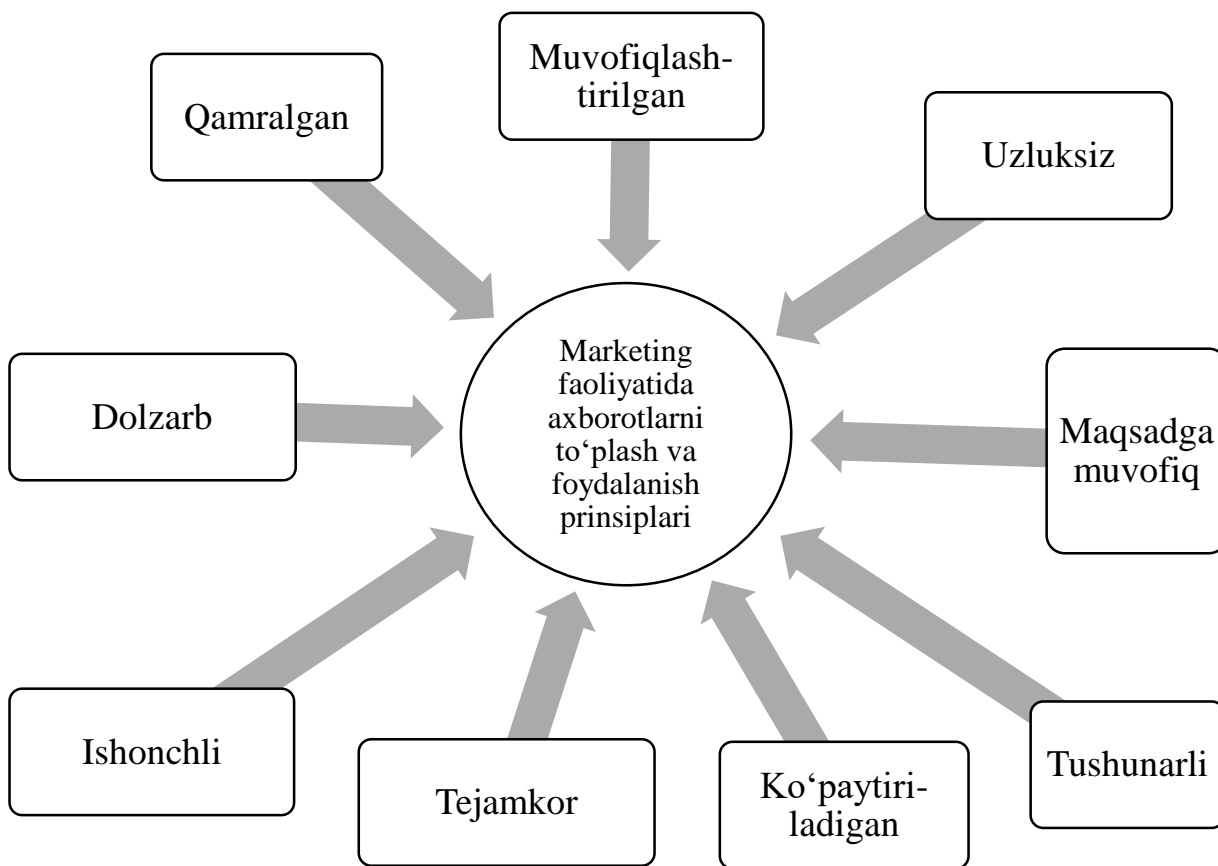 Muvofiqlash-
tirilgan
Qamralgan
Uzluksiz
Marketing
faoliyatida
axborotlarni
to‘plash va
foydalanish
prinsiplari
Dolzarb
Maqsadga
muvofiq
Ishonchli
Tejamkor
Ko‘paytiri-
ladigan
Tushunarli